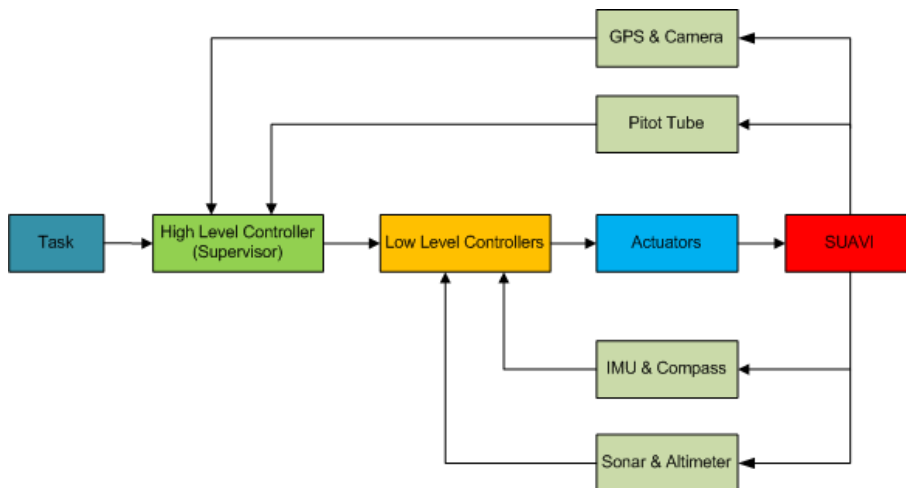 GPS & Camera
Pitot Tube
Task
High Level Controller
(Supervisor)
Low Level Controllers
Actuators
SUAVI
IMU & Compass
Sonar & Altimeter